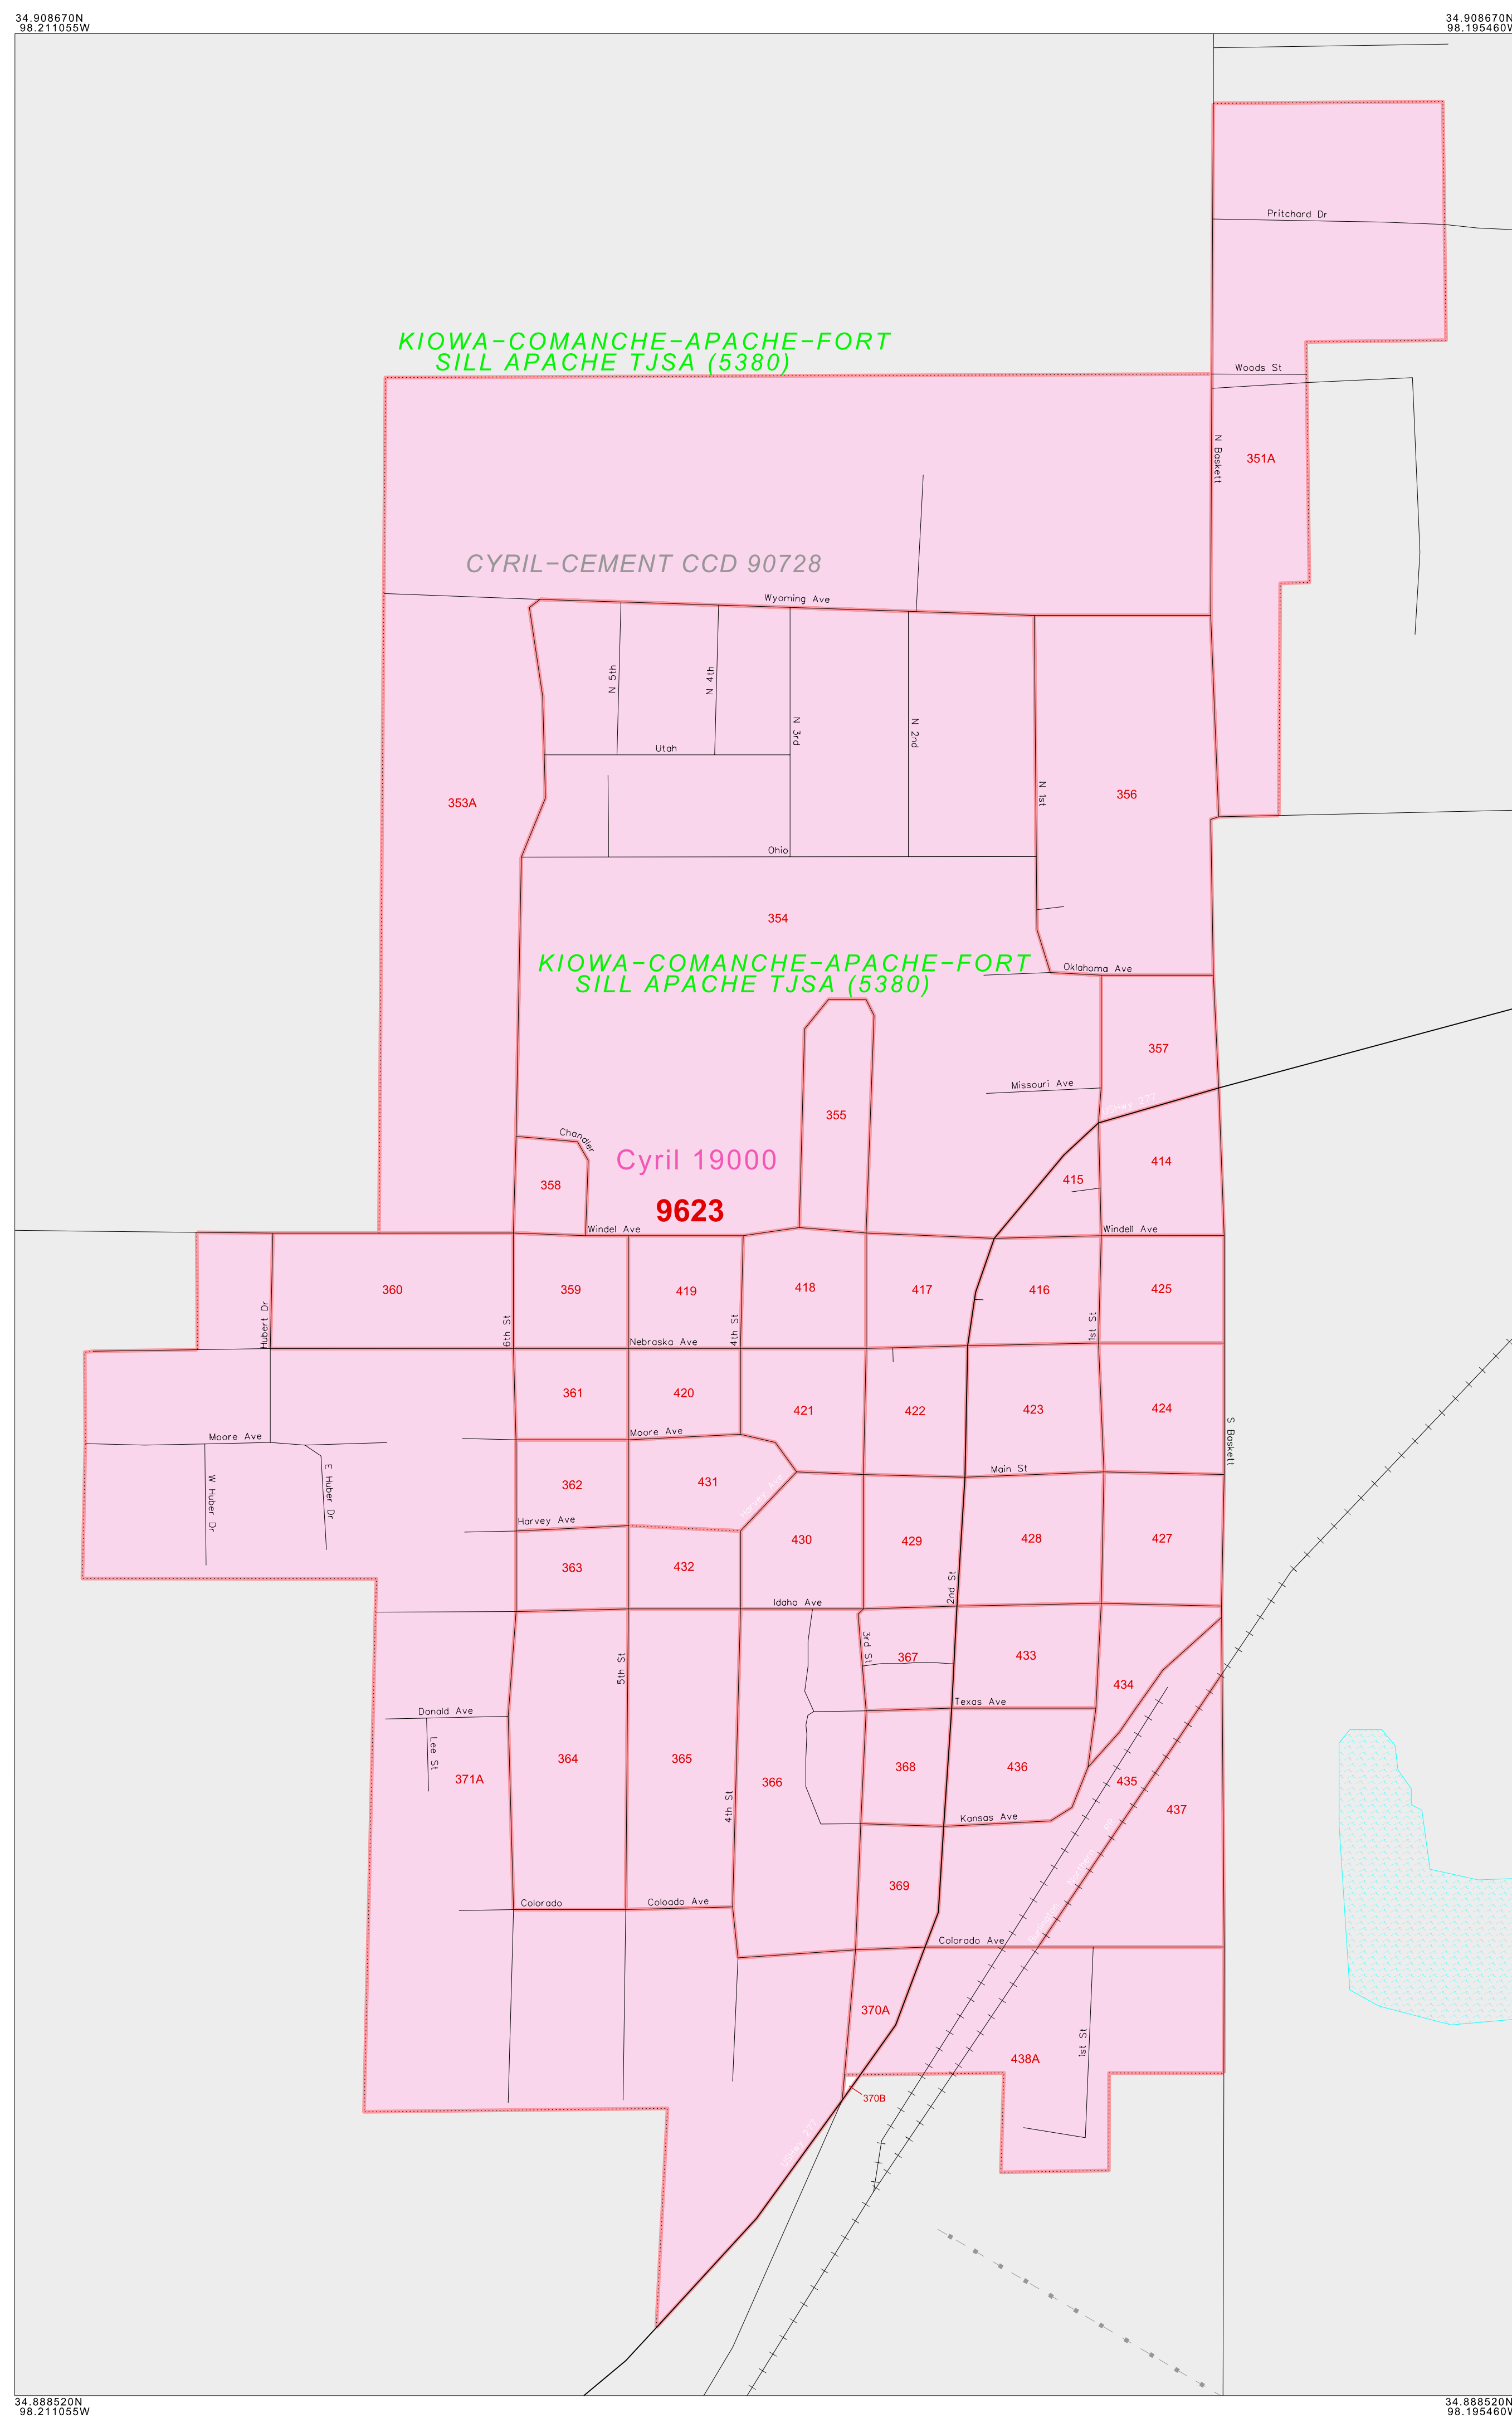 34.908670N
98.211055W
34.908670N
98.195460W
Pritchard Dr
KIOWA-COMANCHE-APACHE-FORT
SILL APACHE TJSA (5380)
Woods St
N Baskett
351A
CYRIL-CEMENT CCD 90728
Wyoming Ave
N 5th
N 4th
N 3rd
N 2nd
Utah
N 1st
356
353A
Ohio
354
KIOWA-COMANCHE-APACHE-FORT
SILL APACHE TJSA (5380)
Oklahoma Ave
357
Missouri Ave
355
Chandler
Cyril 19000
414
415
358
9623
Windel Ave
Windell Ave
360
359
419
418
417
416
425
Hubert Dr
6th St
4th St
1st St
Nebraska Ave
361
420
421
422
423
424
Moore Ave
Moore Ave
S Baskett
Main St
W Huber Dr
E Huber Dr
362
431
Harvey Ave
430
429
428
427
363
432
2nd St
Idaho Ave
3rd St
367
433
5th St
434
Texas Ave
Donald Ave
Lee St
371A
364
365
366
368
436
435
437
4th St
Kansas Ave
369
Colorado
Coloado Ave
Colorado Ave
370A
1st St
438A
370B
USHwy 277
34.888520N
98.211055W
34.888520N
98.195460W